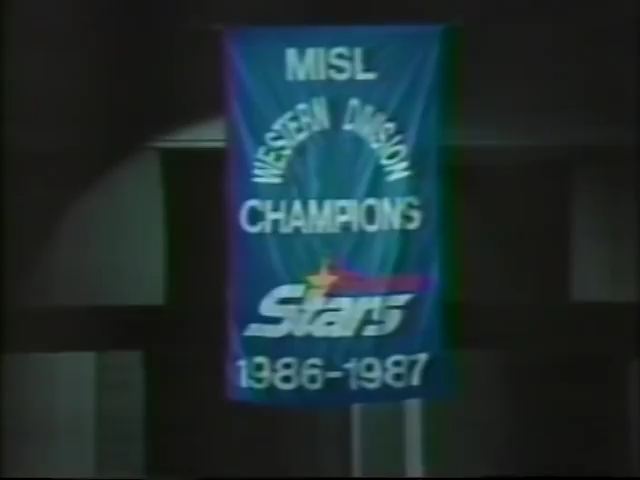 MISL
WESTERN DIVISION
CHAMPIONS
Stars
1986-1987